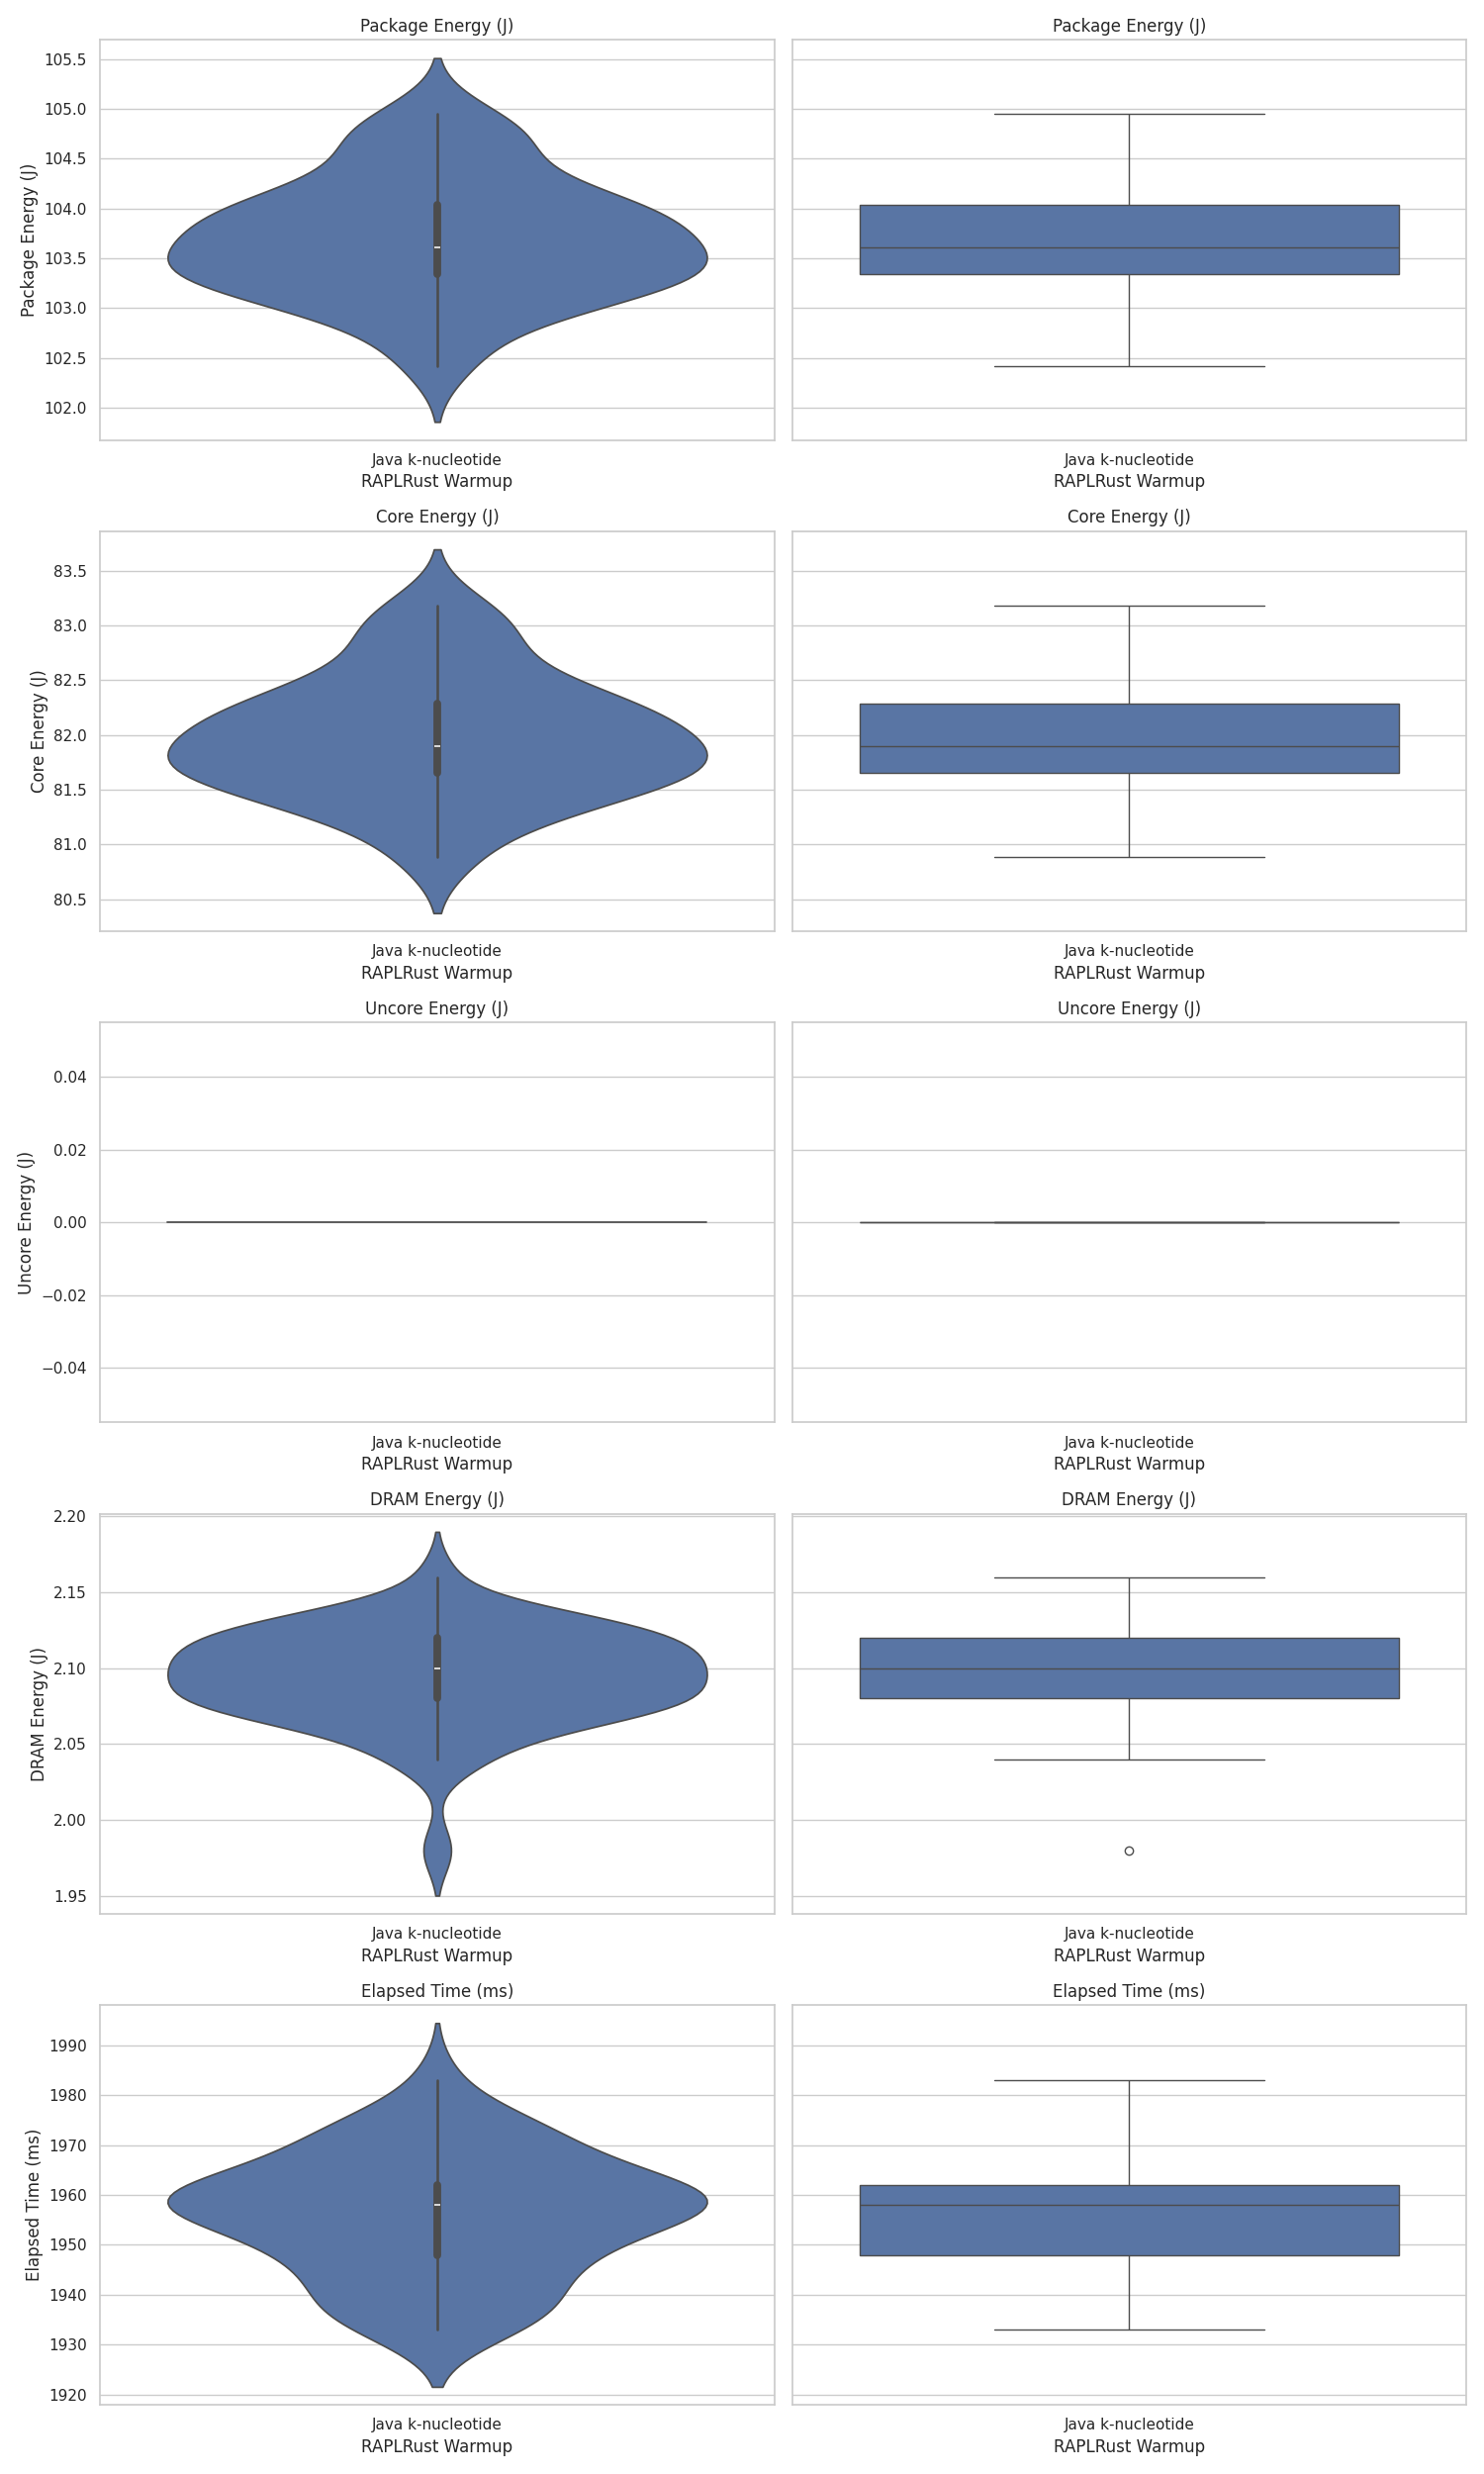 Package Energy (J)
Package Energy (J)
Package Energy (J)
105.5
105.0
104.5
104.0
103.5
103.0
102.5
102.0
Java k-nucleotide
RAPLRust Warmup
Java k-nucleotide
RAPLRust Warmup
Core Energy (J)
Core Energy (J)
Core Energy (J)
83.5
83.0
82.5
82.0
81.5
81.0
80.5
Java k-nucleotide
RAPLRust Warmup
Java k-nucleotide
RAPLRust Warmup
Uncore Energy (J)
Uncore Energy (J)
Uncore Energy (J)
0.04
0.02
0.00
−0.02
−0.04
Java k-nucleotide
RAPLRust Warmup
Java k-nucleotide
RAPLRust Warmup
DRAM Energy (J)
DRAM Energy (J)
DRAM Energy (J)
2.20
2.15
2.10
2.05
2.00
1.95
Java k-nucleotide
RAPLRust Warmup
Java k-nucleotide
RAPLRust Warmup
Elapsed Time (ms)
Elapsed Time (ms)
Elapsed Time (ms)
1990
1980
1970
1960
1950
1940
1930
1920
Java k-nucleotide
RAPLRust Warmup
Java k-nucleotide
RAPLRust Warmup